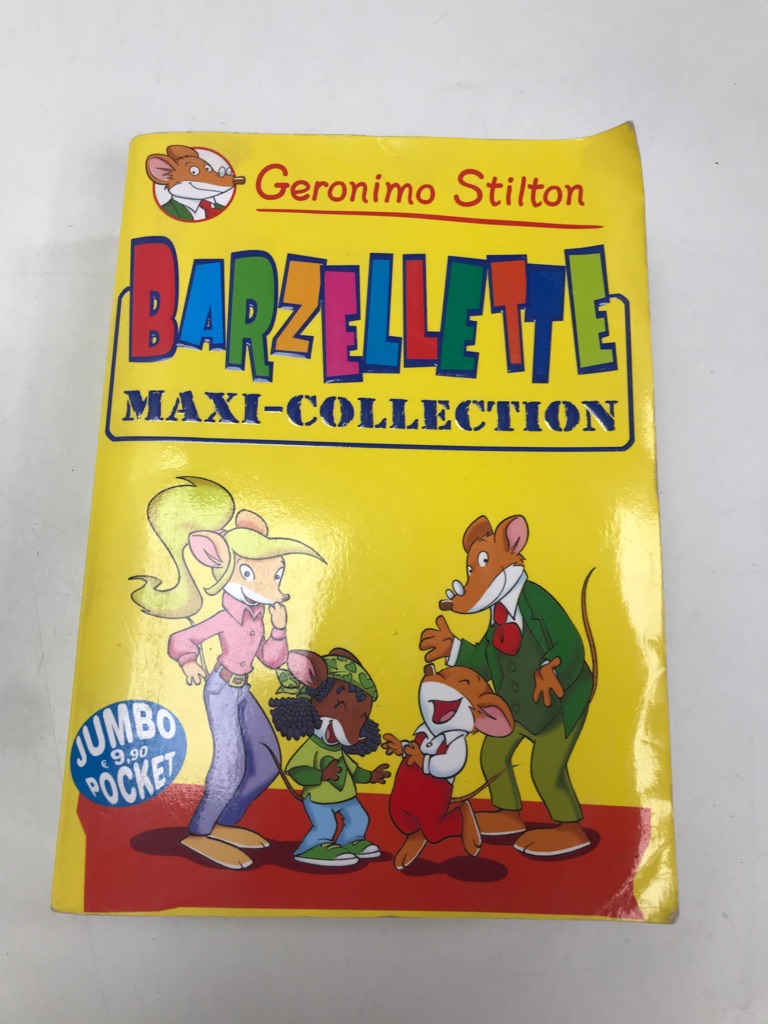 Geronimo Stilton
BARZELLETTE
MAXI-COLLECTION
JUMBO
€ 9,90
POCKET